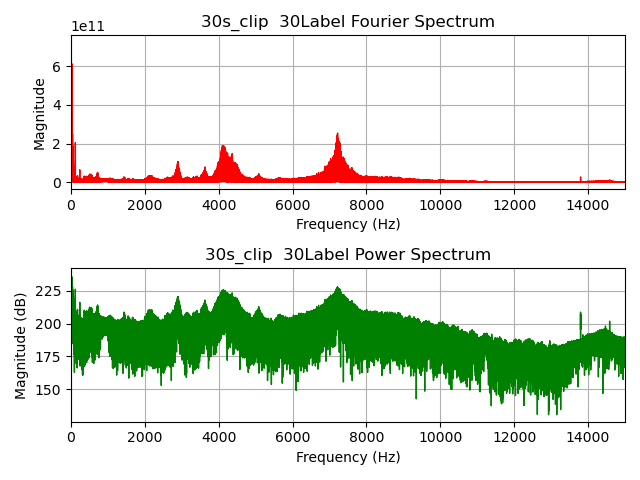 30s_clip  30Label Fourier Spectrum
1e11
6
4
2
0
Magnitude
0 2000 4000 6000 8000 10000 12000 14000
Frequency (Hz)
30s_clip  30Label Power Spectrum
225
200
175
150
Magnitude (dB)
0 2000 4000 6000 8000 10000 12000 14000
Frequency (Hz)